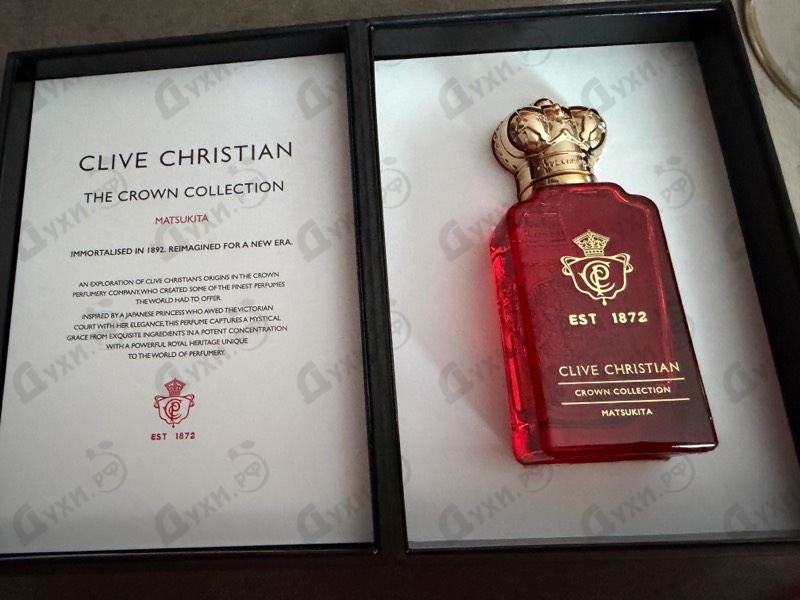 CLIVE CHRISTIAN
THE CROWN COLLECTION
MATSUKITA
IMMORTALISED IN 1892. REIMAGINED FOR A NEW ERA.
AN EXPLORATION OF CLIVE CHRISTIAN'S ORIGINS IN THE CROWN
PERFUMERY COMPANY, WHO CREATED SOME OF THE FINEST PERFUMES
THE WORLD HAD TO OFFER.
INSPIRED BY A JAPANESE PRINCESS WHO AWED THE VICTORIAN
COURT WITH HER ELEGANCE, THIS PERFUME CAPTURES A MYSTICAL
GRACE FROM EXQUISITE INGREDIENTS IN A POTENT CONCENTRATION
WITH A POWERFUL ROYAL HERITAGE UNIQUE
TO THE WORLD OF PERFUMERY.
EST 1872
EST 1872
CLIVE CHRISTIAN
CROWN COLLECTION
MATSUKITA
Духи.рф